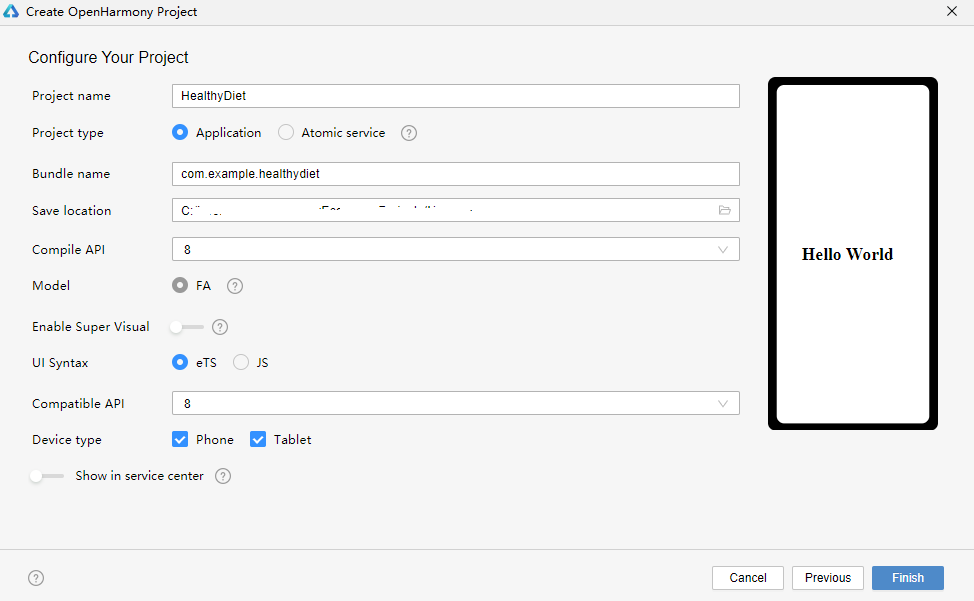 Create OpenHarmony Project
Configure Your Project
Project name HealthyDiet
Project type Application Atomic service ?
Bundle name com.example.healthydiet
Save location C:
Compile API 8
Model FA ?
Enable Super Visual ?
UI Syntax eTS JS
Compatible API 8
Device type Phone Tablet
Show in service center ?
Hello World
? Cancel Previous Finish